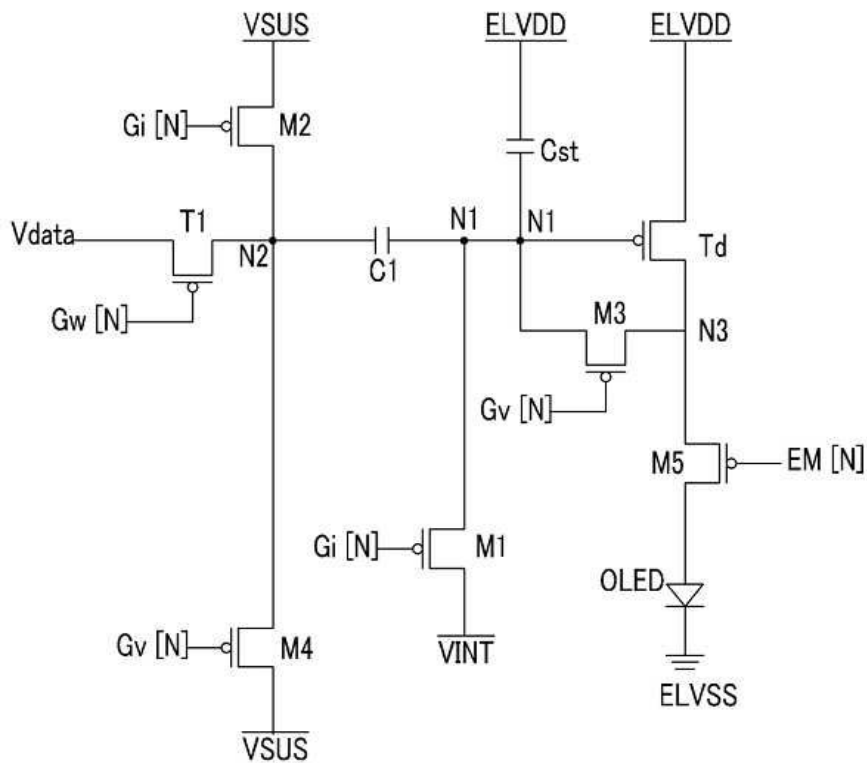 VSUS
ELVDD
ELVDD
Gi [N]
M2
Cst
T1
Vdata
N2
C1
N1
N1
Td
M3
N3
Gw [N]
Gv [N]
M5
EM [N]
Gi [N]
M1
OLED
Gv [N]
M4
VINT
ELVSS
VSUS